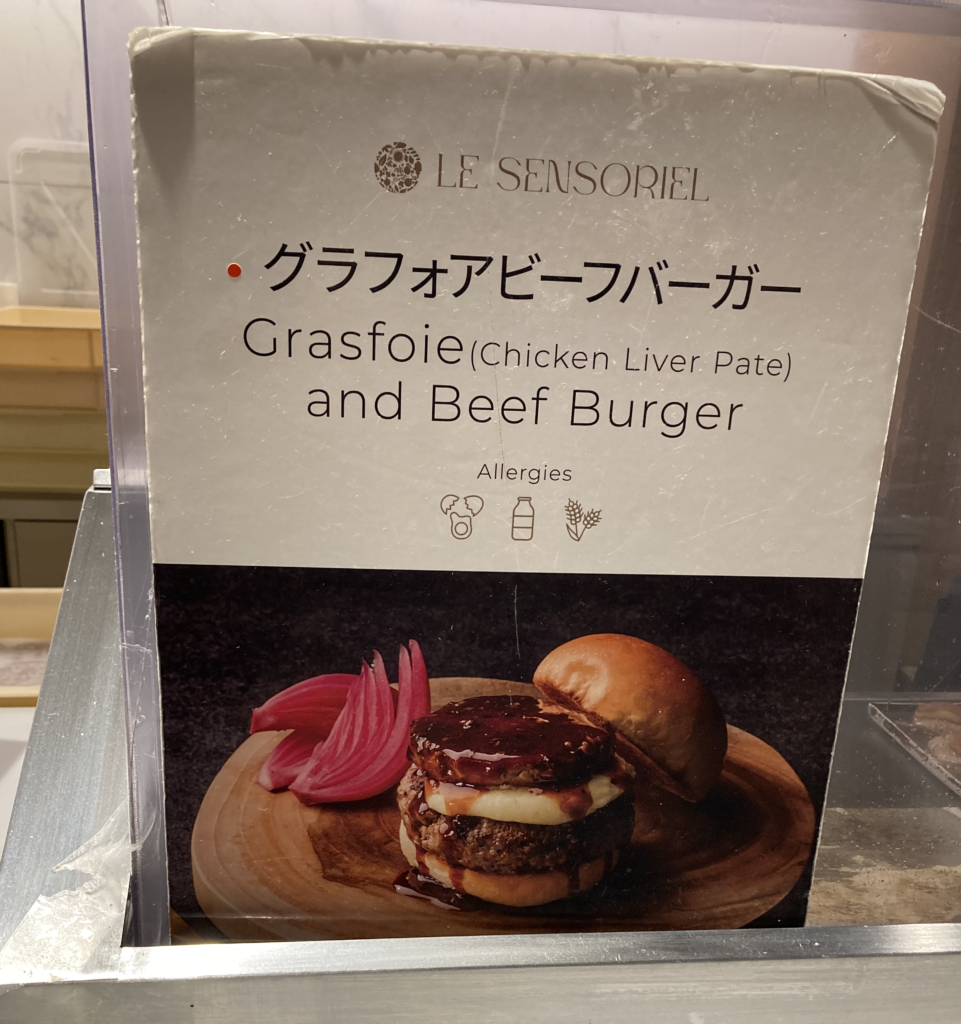 LE SENSORIEL
グラフォアビーフバーガー
Grasfoie (Chicken Liver Pate)
and Beef Burger
Allergies